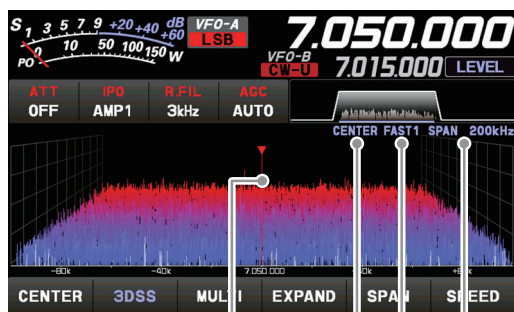 S 1 3 5 7 9 +20 +40 +60 dB
VFO-A
LSB
7.050.000
PO 0 10 50 100 150 W
VFO-B
CW-U
7.015.000
LEVEL
ATT IPO R.FIL AGC
OFF AMP1 3kHz AUTO
CENTER FAST1 SPAN 200kHz
-80k -40k 7.050.000
CENTER 3DSS MULTI EXPAND SPAN SPEED